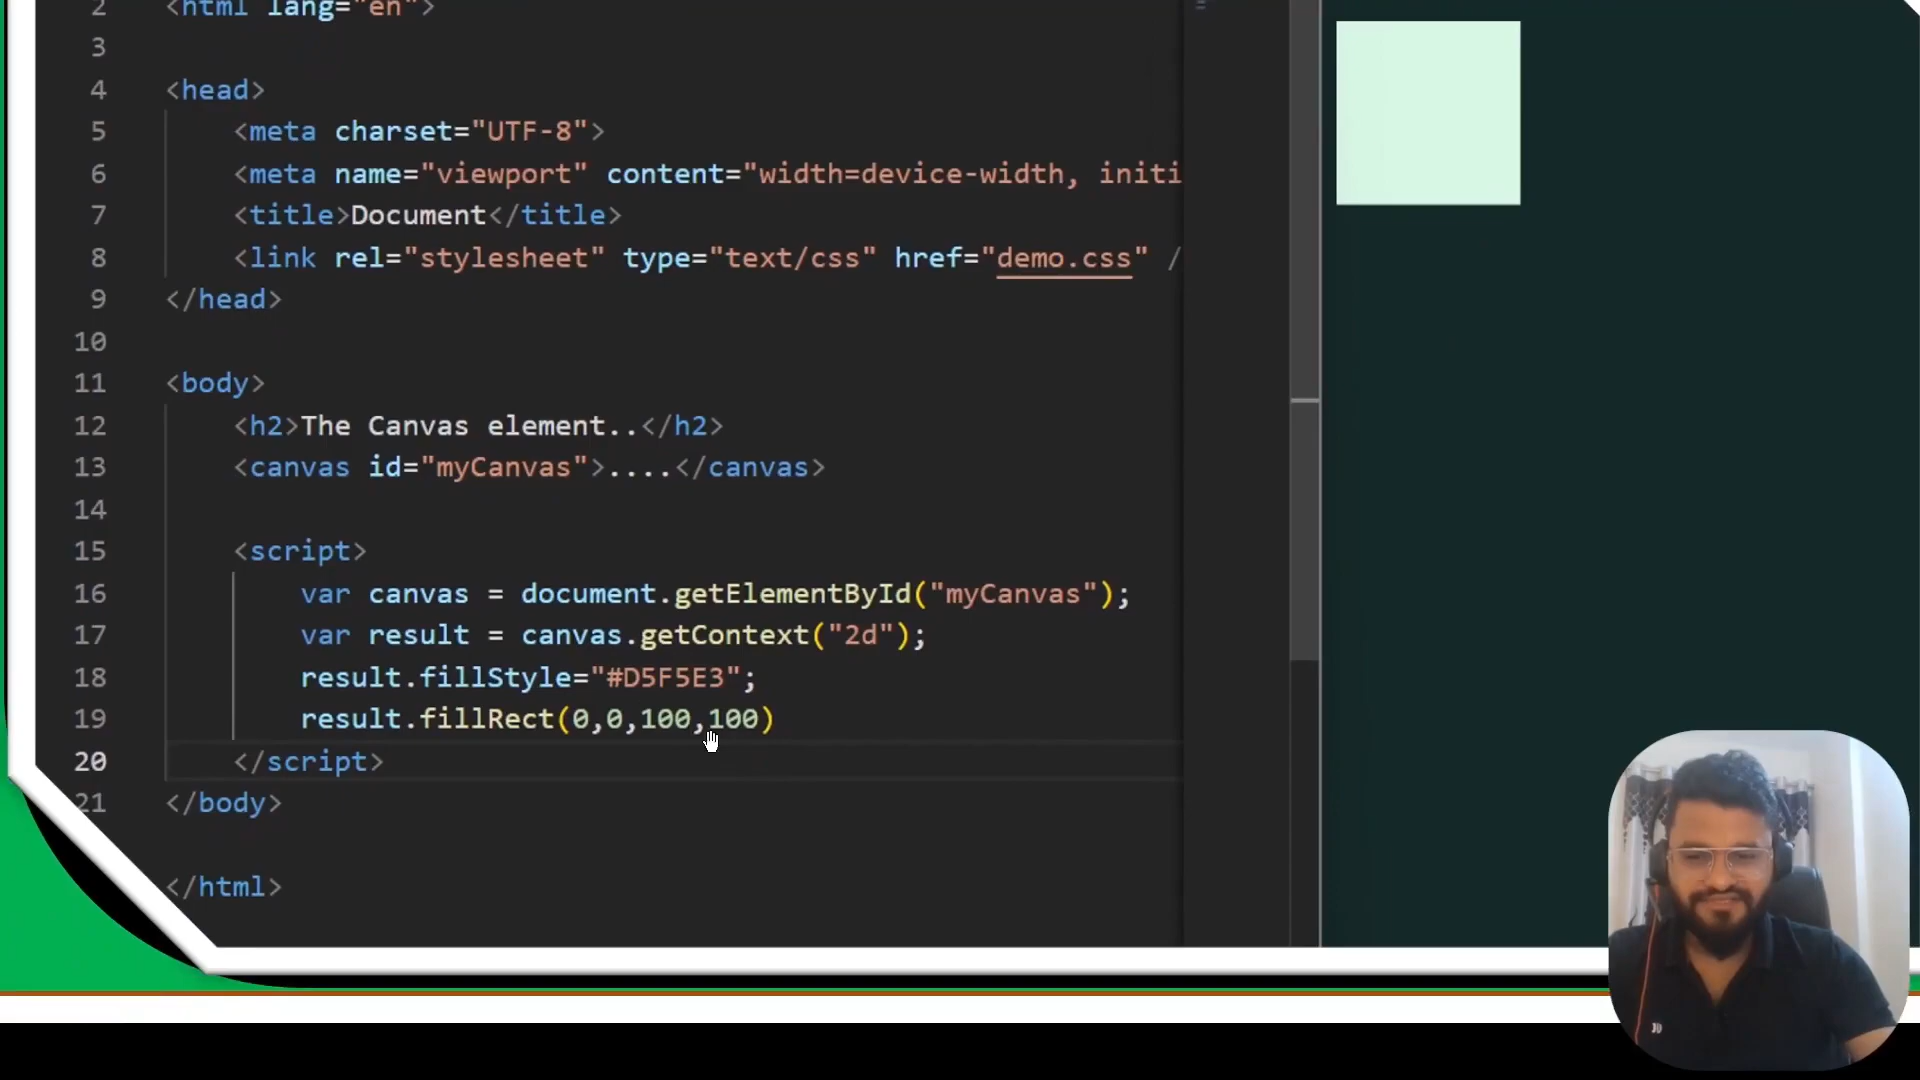 2 <html lang="en">
3
4 <head>
5 <meta charset="UTF-8">
6 <meta name="viewport" content="width=device-width, initi
7 <title>Document</title>
8 <link rel="stylesheet" type="text/css" href="demo.css" /
9 </head>
10
11 <body>
12 <h2>The Canvas element..</h2>
13 <canvas id="myCanvas">....</canvas>
14
15 <script>
16 var canvas = document.getElementById("myCanvas");
17 var result = canvas.getContext("2d");
18 result.fillStyle="#D5F5E3";
19 result.fillRect(0,0,100,100)
20 </script>
21 </body>
</html>